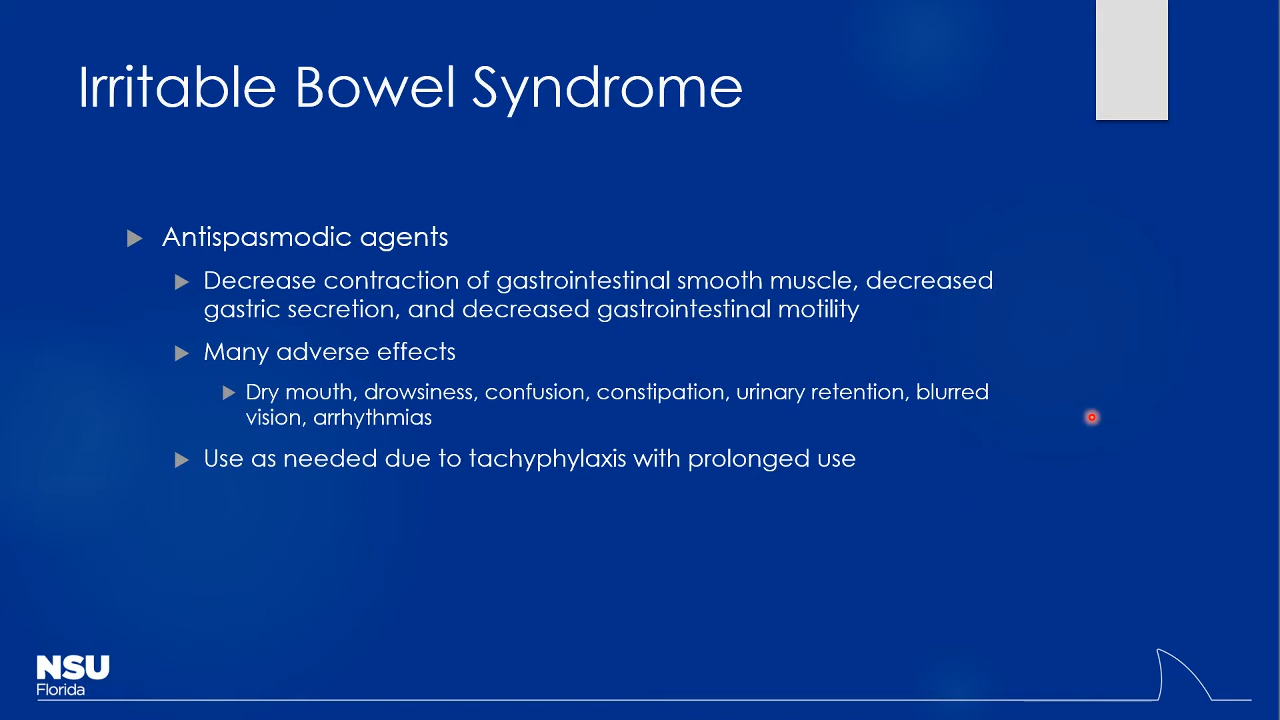 Irritable Bowel Syndrome
Antispasmodic agents
Decrease contraction of gastrointestinal smooth muscle, decreased
gastric secretion, and decreased gastrointestinal motility
Many adverse effects
Dry mouth, drowsiness, confusion, constipation, urinary retention, blurred
vision, arrhythmias
Use as needed due to tachyphylaxis with prolonged use
NSU
Florida